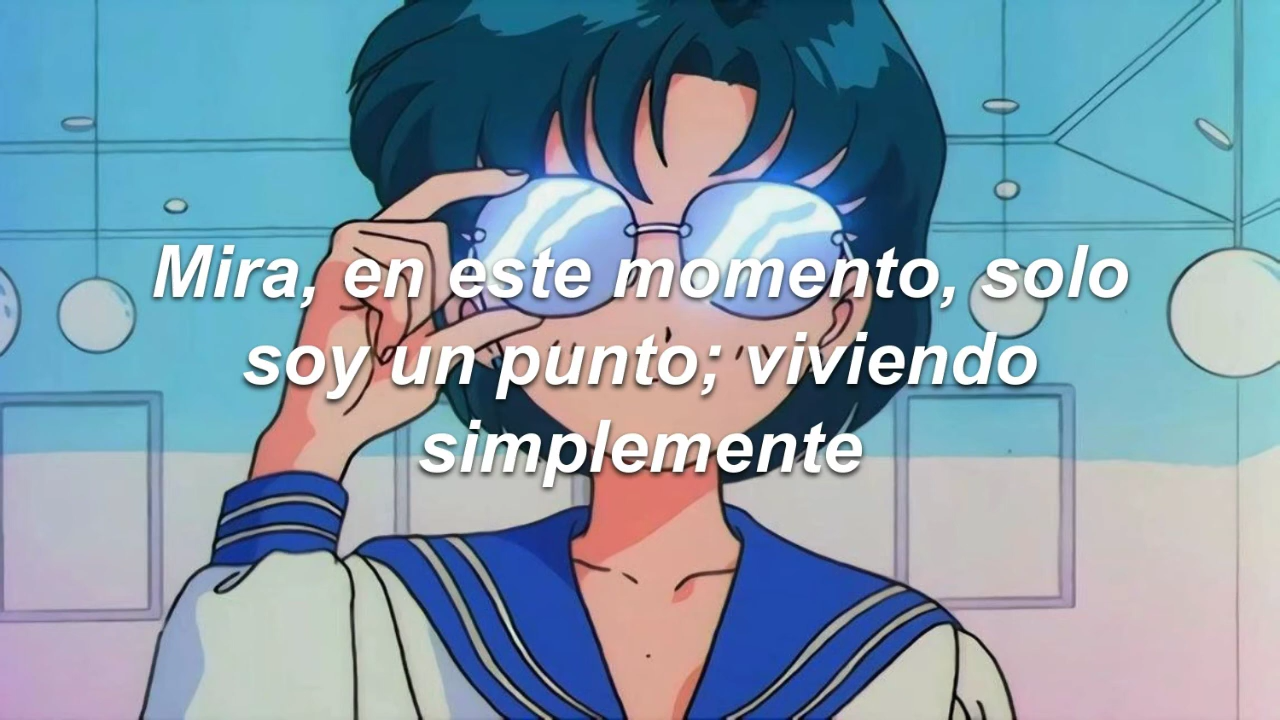 Mira, en este momento, solo
soy un punto; viviendo
simplemente